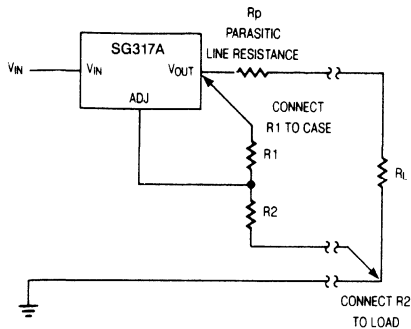 Rp
PARASITIC
LINE RESISTANCE
SG317A
VIN
VIN
VOUT
ADJ
CONNECT
R1 TO CASE
R1
RL
R2
CONNECT R2
TO LOAD